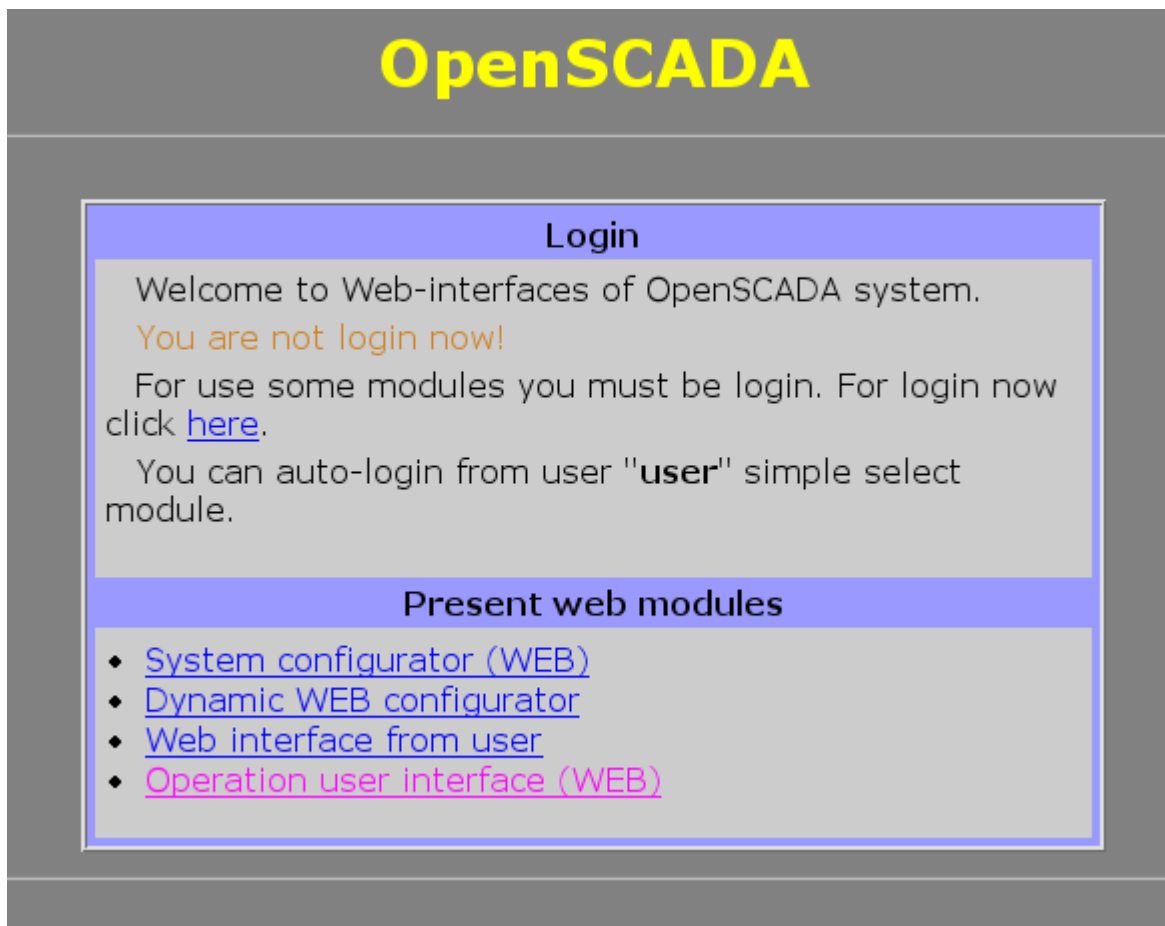 OpenSCADA
Login
Welcome to Web-interfaces of OpenSCADA system.
You are not login now!
For use some modules you must be login. For login now
click here.
You can auto-login from user "user" simple select
module.
Present web modules
System configurator (WEB)
Dynamic WEB configurator
Web interface from user
Operation user interface (WEB)